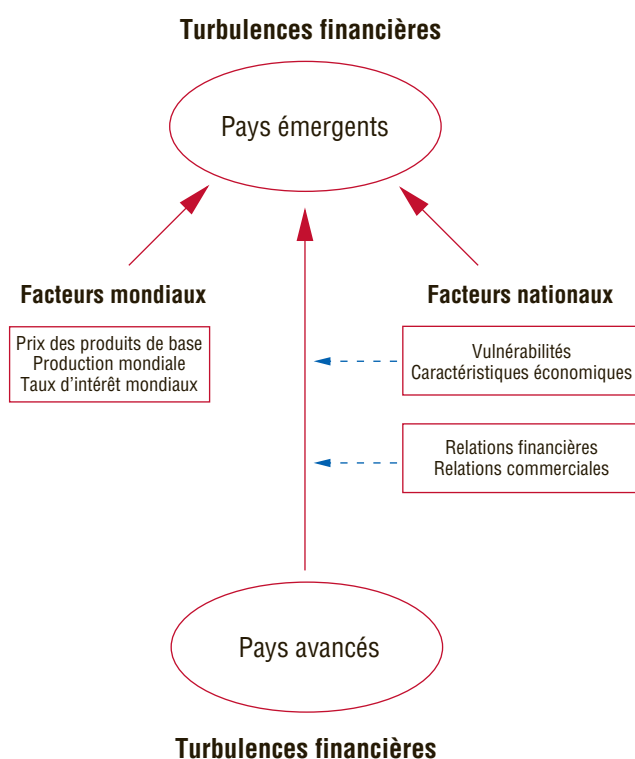 Turbulences financières
Pays émergents
Facteurs mondiaux
Prix des produits de base
Production mondiale
Taux d'intérêt mondiaux
Facteurs nationaux
Vulnérabilités
Caractéristiques économiques
Relations financières
Relations commerciales
Pays avancés
Turbulences financières